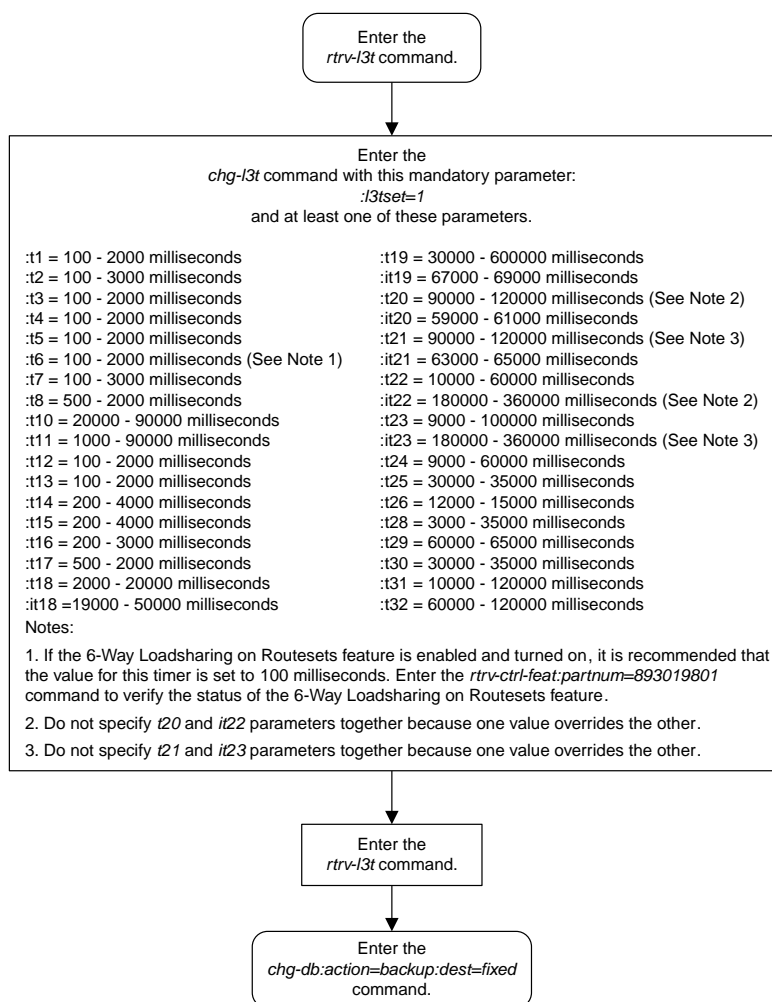 Enter the
rtrv-l3t command.
Enter the
chg-l3t command with this mandatory parameter:
:l3tset=1
and at least one of these parameters.
:t1 = 100 - 2000 milliseconds
:t2 = 100 - 3000 milliseconds
:t3 = 100 - 2000 milliseconds
:t4 = 100 - 2000 milliseconds
:t5 = 100 - 2000 milliseconds
:t6 = 100 - 2000 milliseconds (See Note 1)
:t7 = 100 - 3000 milliseconds
:t8 = 500 - 2000 milliseconds
:t10 = 20000 - 90000 milliseconds
:t11 = 1000 - 90000 milliseconds
:t12 = 100 - 2000 milliseconds
:t13 = 100 - 2000 milliseconds
:t14 = 200 - 4000 milliseconds
:t15 = 200 - 4000 milliseconds
:t16 = 200 - 3000 milliseconds
:t17 = 500 - 2000 milliseconds
:t18 = 2000 - 20000 milliseconds
:it18 =19000 - 50000 milliseconds
:t19 = 30000 - 600000 milliseconds
:it19 = 67000 - 69000 milliseconds
:t20 = 90000 - 120000 milliseconds (See Note 2)
:it20 = 59000 - 61000 milliseconds
:t21 = 90000 - 120000 milliseconds (See Note 3)
:it21 = 63000 - 65000 milliseconds
:t22 = 10000 - 60000 milliseconds
:it22 = 180000 - 360000 milliseconds (See Note 2)
:t23 = 9000 - 100000 milliseconds
:it23 = 180000 - 360000 milliseconds (See Note 3)
:t24 = 9000 - 60000 milliseconds
:t25 = 30000 - 35000 milliseconds
:t26 = 12000 - 15000 milliseconds
:t28 = 3000 - 35000 milliseconds
:t29 = 60000 - 65000 milliseconds
:t30 = 30000 - 35000 milliseconds
:t31 = 10000 - 120000 milliseconds
:t32 = 60000 - 120000 milliseconds
Notes:
1. If the 6-Way Loadsharing on Routesets feature is enabled and turned on, it is recommended that
the value for this timer is set to 100 milliseconds. Enter the rtrv-ctrl-feat:partnum=893019801
command to verify the status of the 6-Way Loadsharing on Routesets feature.
2. Do not specify t20 and it22 parameters together because one value overrides the other.
3. Do not specify t21 and it23 parameters together because one value overrides the other.
Enter the
rtrv-l3t command.
Enter the
chg-db:action=backup:dest=fixed
command.